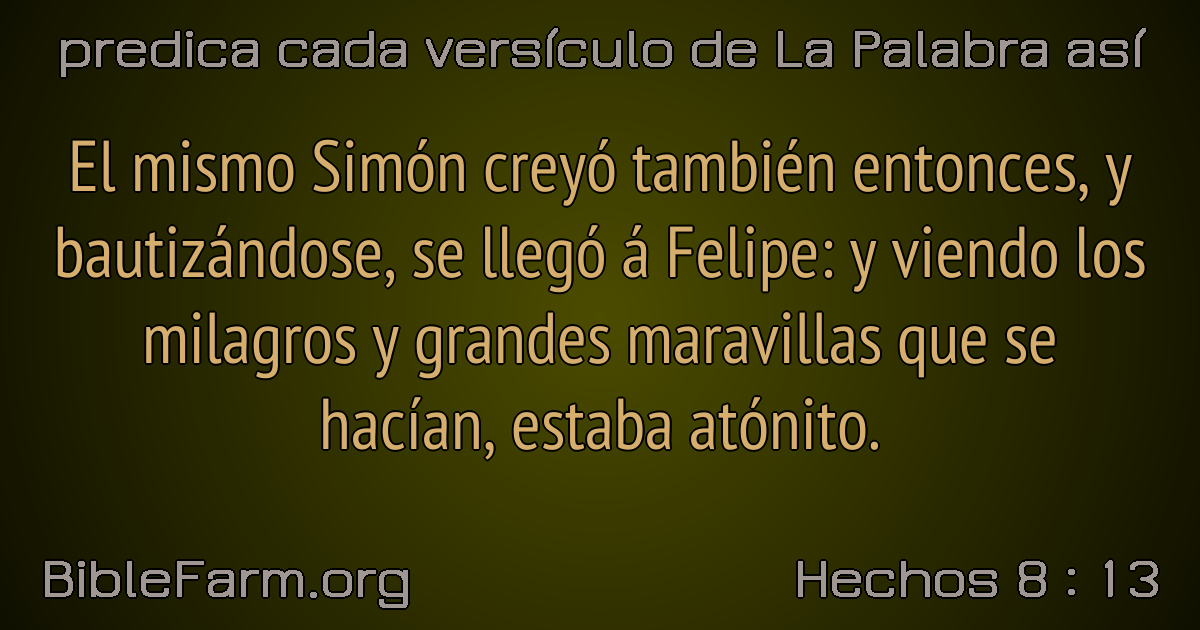 predica cada versículo de La Palabra así
El mismo Simón creyó también entonces, y
bautizándose, se llegó á Felipe: y viendo los
milagros y grandes maravillas que se
hacían, estaba atónito.
BibleFarm.org
Hechos 8 : 13